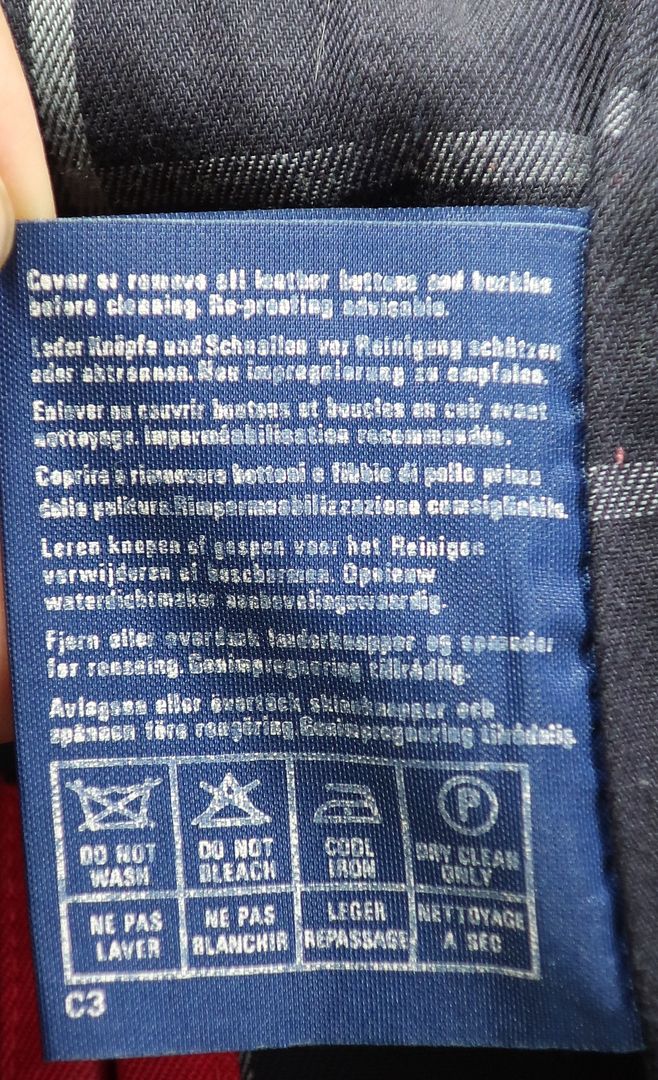 Cover or remove all leather buttons and buckles
before cleaning. Re-proofing advisable.
Leder Knöpfe und Schnallen vor Reinigung schützen
oder abtrennen. Neu impregnierung zu empfolen.
Enlever ou couvrir boutons et boucles en cuir avant
nettoyage. Imperméabilisation recommandée.
Coprire o rimuovere bottoni e fibbie di pelle prima
della pulitura. Rimpermeabilizzazione consigliabile.
Leren knopen of gespen voor het Reinigen
verwijderen of beschermen. Opnieuw
waterdichtmaken aanbevelingswaardig.
Fjern eller overdæk læderknapper og spænder
før rensning. Genimprægnering tilrådlig.
Avlägsna eller övertäck skinnknappar och
spännen före rengöring.
P
DO NOT WASH
DO NOT BLEACH
COOL IRON
DRY CLEAN ONLY
NE PAS LAVER
NE PAS BLANCHIR
LEGER REPASSAGE
NETTOYAGE A SEC
C3